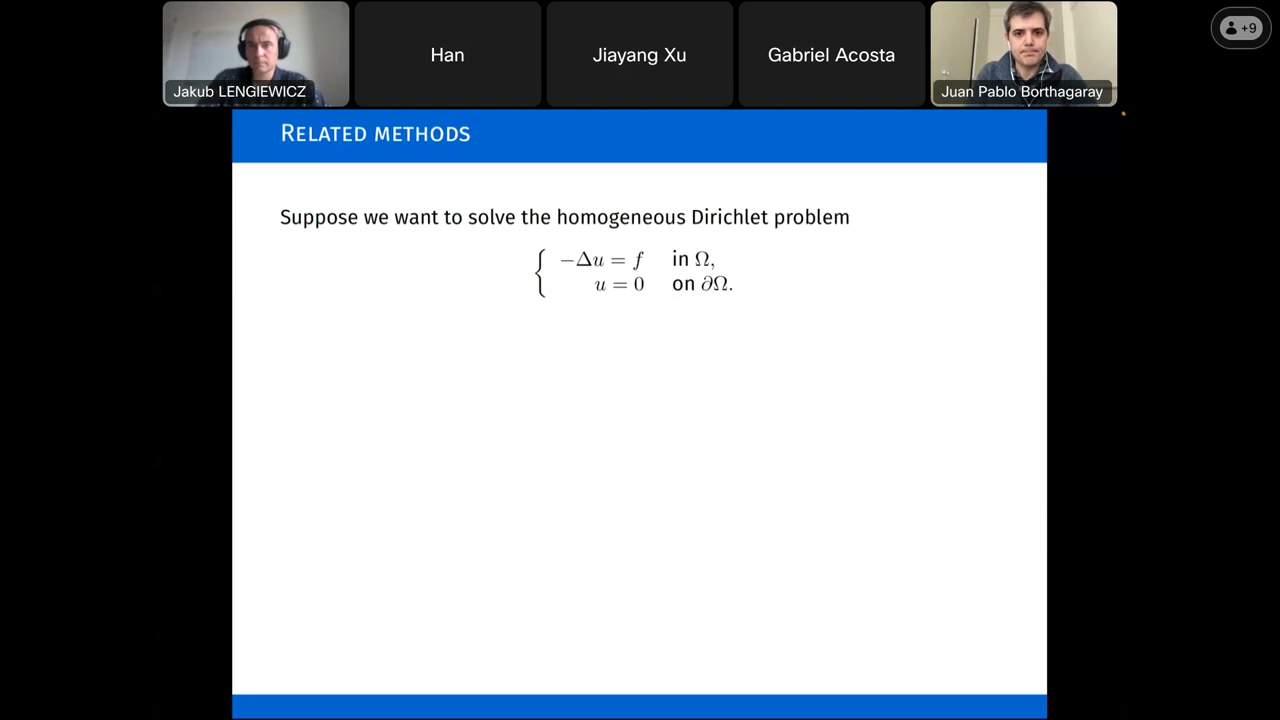 Jakub LENGIEWICZ
Han
Jiayang Xu
Gabriel Acosta
Juan Pablo Borthagaray
+9
RELATED METHODS
Suppose we want to solve the homogeneous Dirichlet problem
−Δu = f in Ω,
u = 0 on ∂Ω.